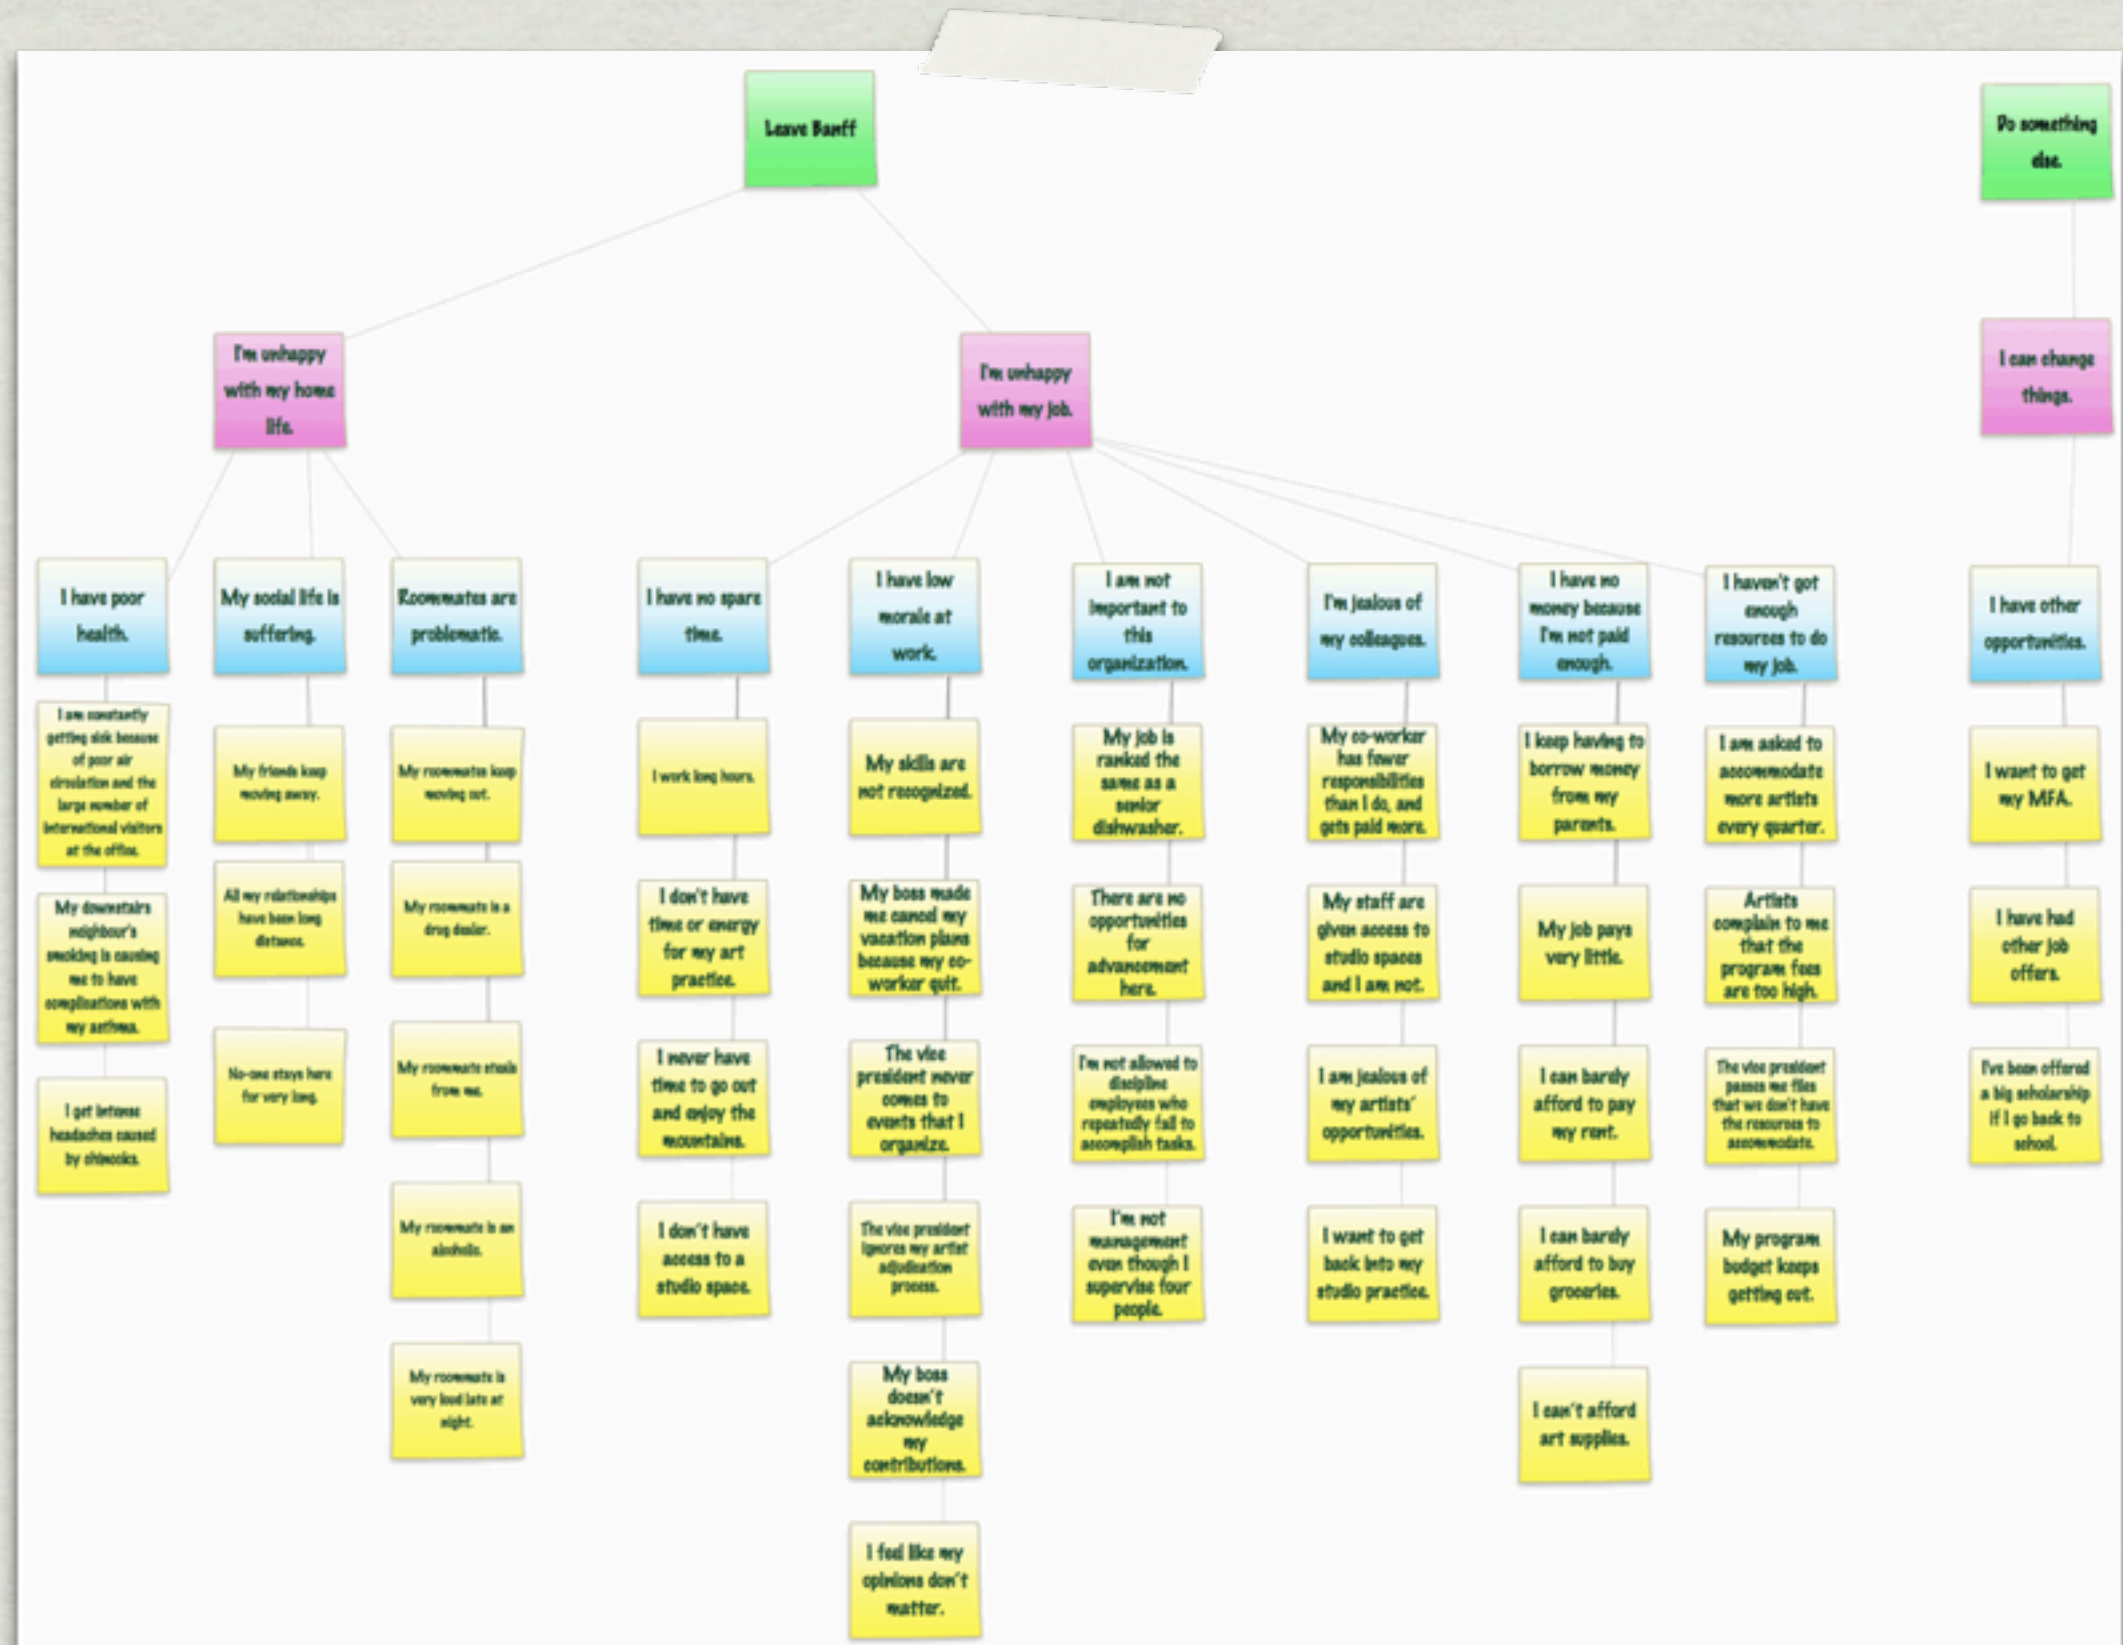 Leave Banff
Do something
else.
I'm unhappy
with my home
life.
I'm unhappy
with my job.
I can change
things.
I have poor
health.
My social life is
suffering.
Roommates are
problematic.
I have no spare
time.
I have low
morale at
work.
I am not
important to
this
organization.
I'm jealous of
my colleagues.
I have no
money because
I'm not paid
enough.
I haven't got
enough
resources to do
my job.
I have other
opportunities.
I am constantly
getting sick because
of poor air
circulation and the
large number of
international visitors
at the office.
My downstairs
neighbour's
smoking is causing
me to have
complications with
my asthma.
I get intense
headaches caused
by chinooks.
My friends keep
moving away.
All my relationships
have been long
distance.
No-one stays here
for very long.
My roommates keep
moving out.
My roommate is a
drug dealer.
My roommate steals
from me.
My roommate is an
alcoholic.
My roommate is
very loud late at
night.
I work long hours.
I don't have
time or energy
for my art
practice.
I never have
time to go out
and enjoy the
mountains.
I don't have
access to a
studio space.
My skills are
not recognized.
My boss made
me cancel my
vacation plans
because my co-
worker quit.
The vice
president never
comes to
events that I
organize.
The vice president
ignores my artist
adjudication
process.
My boss
doesn't
acknowledge
my
contributions.
I feel like my
opinions don't
matter.
My job is
ranked the
same as a
senior
dishwasher.
There are no
opportunities
for
advancement
here.
I'm not allowed to
discipline
employees who
repeatedly fail to
accomplish tasks.
I'm not
management
even though I
supervise four
people.
My co-worker
has fewer
responsibilities
than I do, and
gets paid more.
My staff are
given access to
studio spaces
and I am not.
I am jealous of
my artists'
opportunities.
I want to get
back into my
studio practice.
I keep having to
borrow money
from my
parents.
My job pays
very little.
I can barely
afford to pay
my rent.
I can barely
afford to buy
groceries.
I can't afford
art supplies.
I am asked to
accommodate
more artists
every quarter.
Artists
complain to me
that the
program fees
are too high.
The vice president
passes me files
that we don't have
the resources to
accommodate.
My program
budget keeps
getting cut.
I want to get
my MFA.
I have had
other job
offers.
I've been offered
a big scholarship
if I go back to
school.